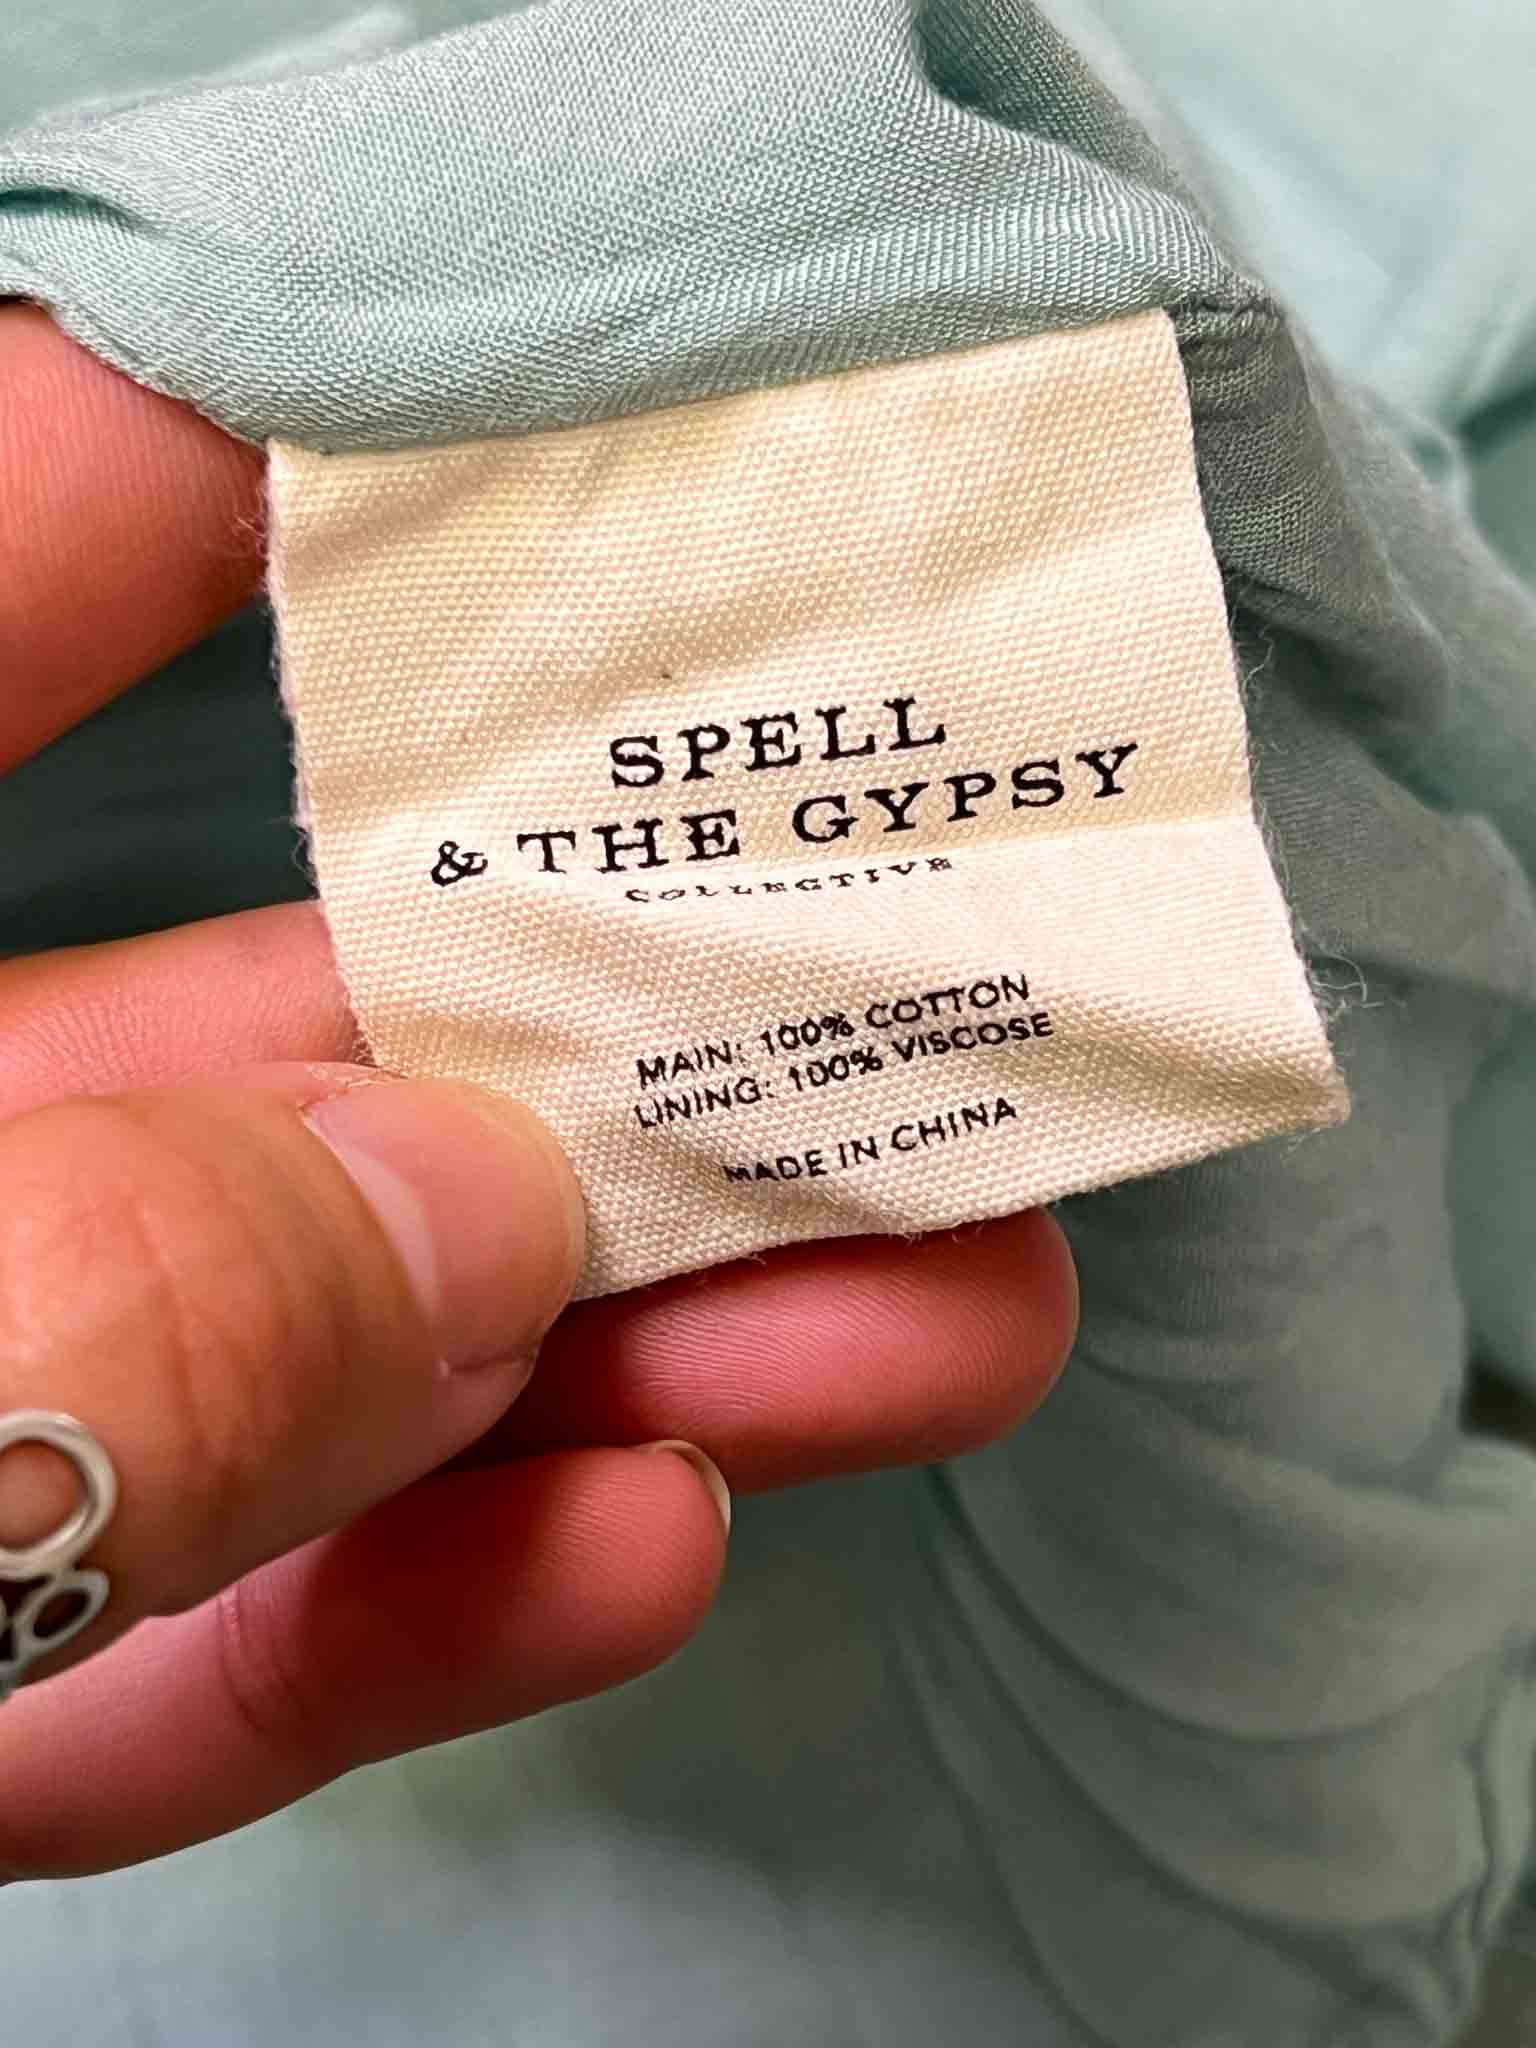 SPELL
& THE GYPSY
COLLECTIVE
MAIN: 100% COTTON
LINING: 100% VISCOSE
MADE IN CHINA